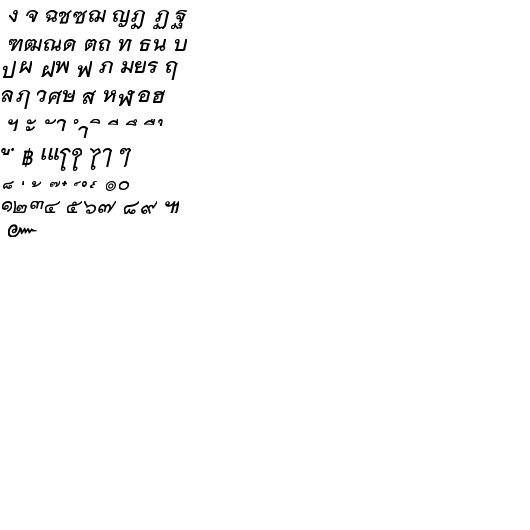 ง จ ฉชซฌ ญฎ ฏ ฐ
ฑฒณด ตถ ท ธน บ
ปผ ฝพ ฟ ภ มยร ฤ
ลฦ วศษ ส หฬอฮ
ฯ ะ ั า ำ ิ ี ึ ื ุ
ู ฺ ฿ เแโใ ไๅ ๆ
็ ่ ้ ๊ ๋ ์ ํ ๎ ๏๐
๑๒๓๔ ๕๖๗ ๘๙ ๚
๛